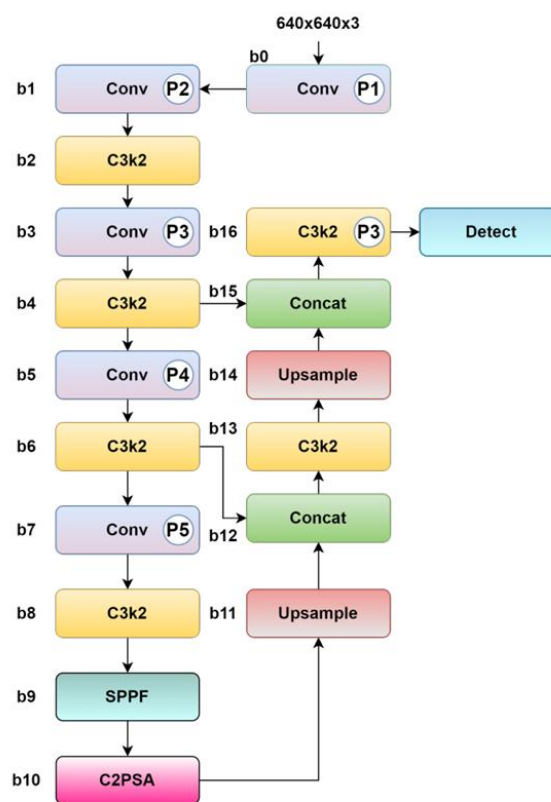 640x640x3
b0
b1 Conv P2 Conv P1
b2 C3k2
b3 Conv P3 b16 C3k2 P3 Detect
b4 C3k2 b15 Concat
b5 Conv P4 b14 Upsample
b6 C3k2 b13 C3k2
b7 Conv P5 b12 Concat
b8 C3k2 b11 Upsample
b9 SPPF
b10 C2PSA